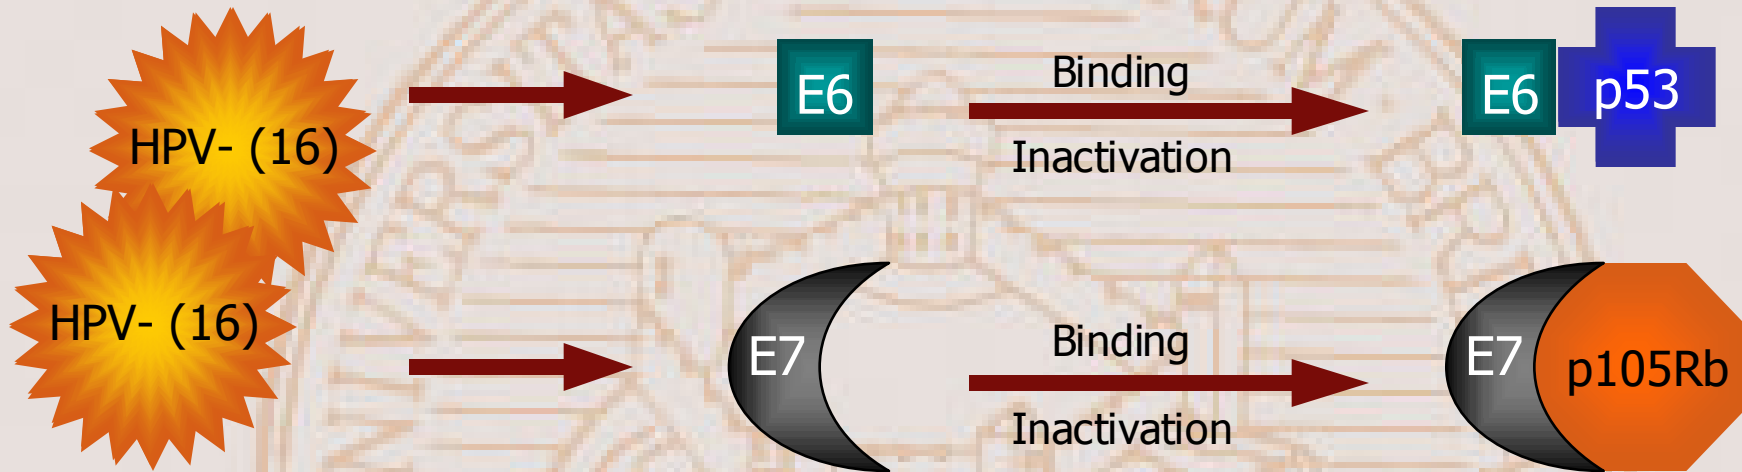 HPV- (16)
E6
Binding
Inactivation
E6
p53
HPV- (16)
E7
Binding
Inactivation
E7
p105Rb